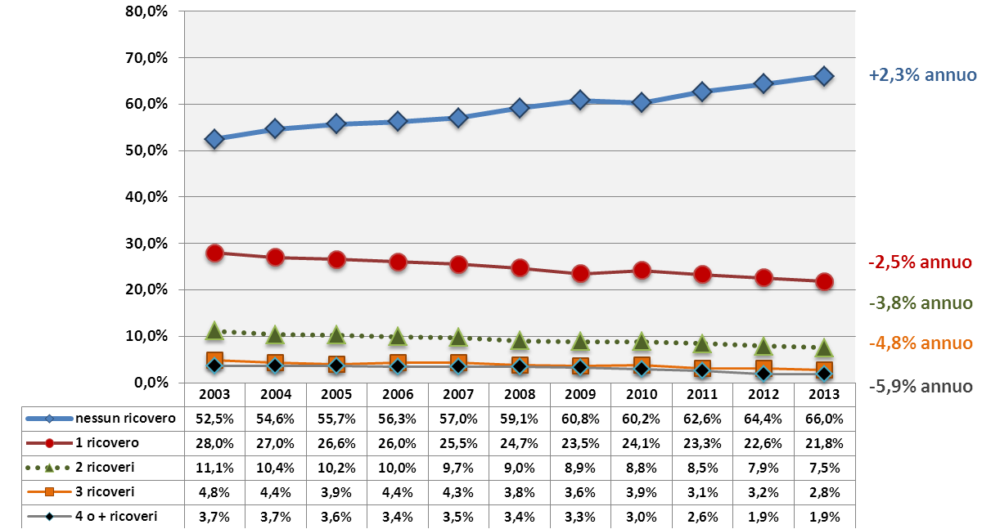 80,0%
70,0%
60,0%
50,0%
40,0%
30,0%
20,0%
10,0%
0,0%
+2,3% annuo
-2,5% annuo
-3,8% annuo
-4,8% annuo
-5,9% annuo
2003 2004 2005 2006 2007 2008 2009 2010 2011 2012 2013
nessun ricovero 52,5% 54,6% 55,7% 56,3% 57,0% 59,1% 60,8% 60,2% 62,6% 64,4% 66,0%
1 ricovero 28,0% 27,0% 26,6% 26,0% 25,5% 24,7% 23,5% 24,1% 23,3% 22,6% 21,8%
2 ricoveri 11,1% 10,4% 10,2% 10,0% 9,7% 9,0% 8,9% 8,8% 8,5% 7,9% 7,5%
3 ricoveri 4,8% 4,4% 3,9% 4,4% 4,3% 3,8% 3,6% 3,9% 3,1% 3,2% 2,8%
4 o + ricoveri 3,7% 3,7% 3,6% 3,4% 3,5% 3,4% 3,3% 3,0% 2,6% 1,9% 1,9%